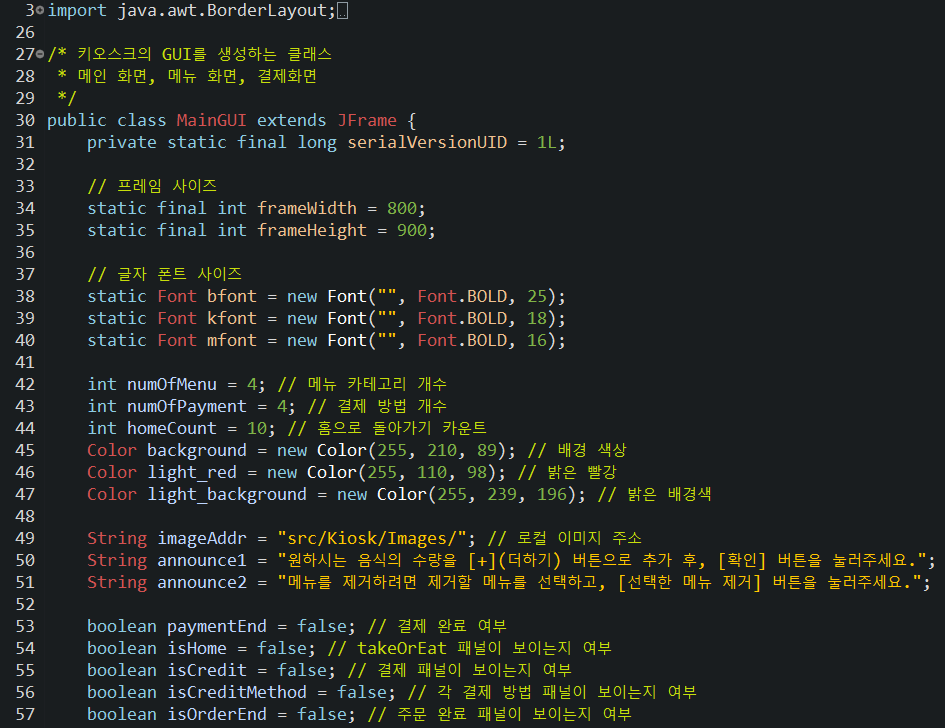 3 import java.awt.BorderLayout;
26
27 /* 키오스크의 GUI를 생성하는 클래스
28  * 메인 화면, 메뉴 화면, 결제화면
29  */
30 public class MainGUI extends JFrame {
31     private static final long serialVersionUID = 1L;
32
33     // 프레임 사이즈
34     static final int frameWidth = 800;
35     static final int frameHeight = 900;
36
37     // 글자 폰트 사이즈
38     static Font bfont = new Font("", Font.BOLD, 25);
39     static Font kfont = new Font("", Font.BOLD, 18);
40     static Font mfont = new Font("", Font.BOLD, 16);
41
42     int numOfMenu = 4; // 메뉴 카테고리 개수
43     int numOfPayment = 4; // 결제 방법 개수
44     int homeCount = 10; // 홈으로 돌아가기 카운트
45     Color background = new Color(255, 210, 89); // 배경 색상
46     Color light_red = new Color(255, 110, 98); // 밝은 빨강
47     Color light_background = new Color(255, 239, 196); // 밝은 배경색
48
49     String imageAddr = "src/Kiosk/Images/"; // 로컬 이미지 주소
50     String announce1 = "원하시는 음식의 수량을 [+](더하기) 버튼으로 추가 후, [확인] 버튼을 눌러주세요.";
51     String announce2 = "메뉴를 제거하려면 제거할 메뉴를 선택하고, [선택한 메뉴 제거] 버튼을 눌러주세요.";
52
53     boolean paymentEnd = false; // 결제 완료 여부
54     boolean isHome = false; // takeOrEat 패널이 보이는지 여부
55     boolean isCredit = false; // 결제 패널이 보이는지 여부
56     boolean isCreditMethod = false; // 각 결제 방법 패널이 보이는지 여부
57     boolean isOrderEnd = false; // 주문 완료 패널이 보이는지 여부